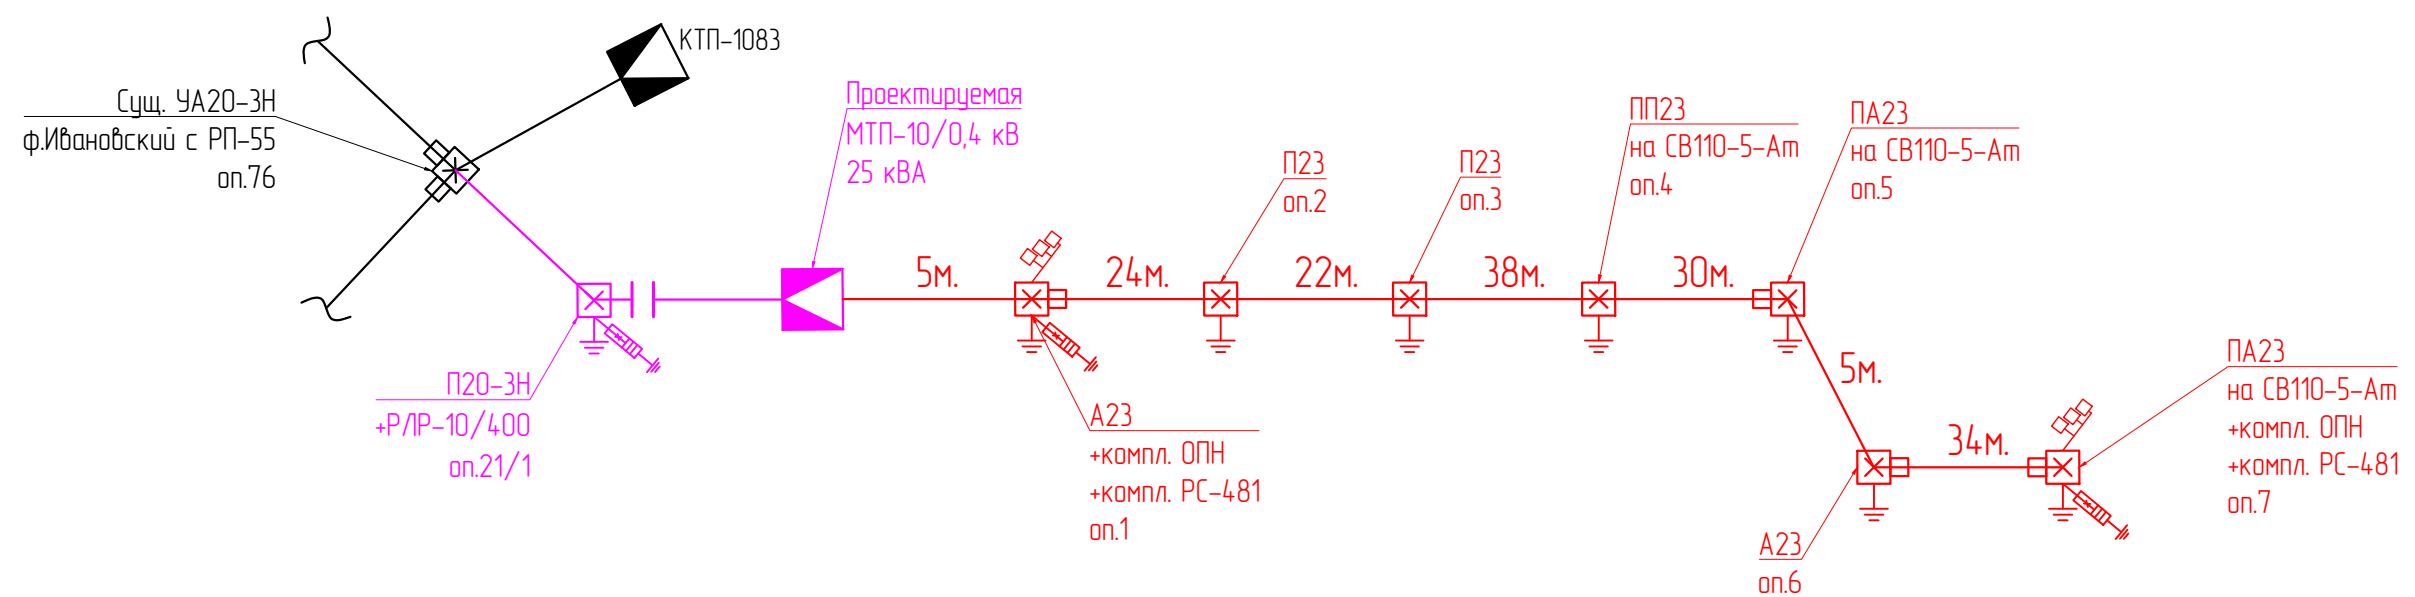 КТП-1083
Сущ. УА20-3Н
ф.Ивановский с РП-55
оп.76
Проектируемая
МТП-10/0,4 кВ
25 кВА
П20-3Н
+РЛР-10/400
оп.21/1
5м.
24м.
22м.
38м.
30м.
5м.
34м.
А23
+компл. ОПН
+компл. РС-481
оп.1
П23
оп.2
П23
оп.3
ПП23
на СВ110-5-Ат
оп.4
ПА23
на СВ110-5-Ат
оп.5
А23
оп.6
ПА23
на СВ110-5-Ат
+компл. ОПН
+компл. РС-481
оп.7